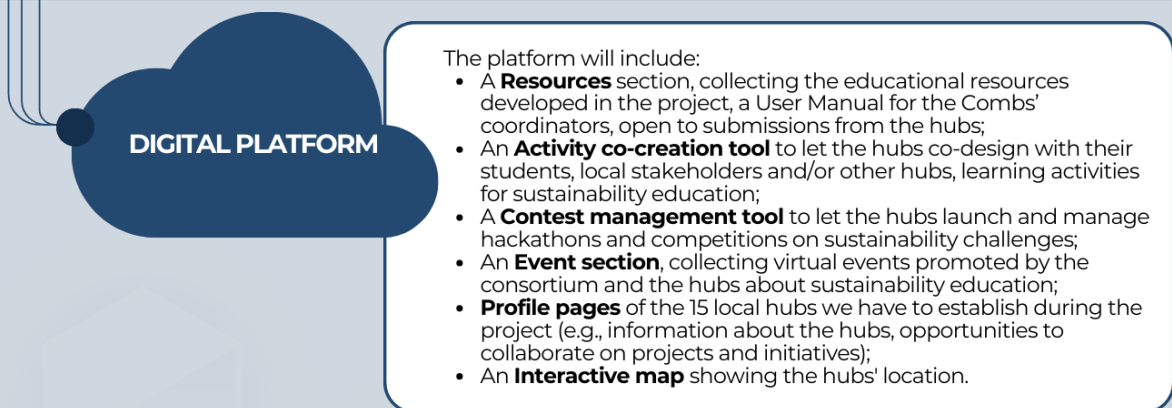 DIGITAL PLATFORM
The platform will include:
• A Resources section, collecting the educational resources
developed in the project, a User Manual for the Combs’
coordinators, open to submissions from the hubs;
• An Activity co-creation tool to let the hubs co-design with their
students, local stakeholders and/or other hubs, learning activities
for sustainability education;
• A Contest management tool to let the hubs launch and manage
hackathons and competitions on sustainability challenges;
• An Event section, collecting virtual events promoted by the
consortium and the hubs about sustainability education;
• Profile pages of the 15 local hubs we have to establish during the
project (e.g., information about the hubs, opportunities to
collaborate on projects and initiatives);
• An Interactive map showing the hubs' location.